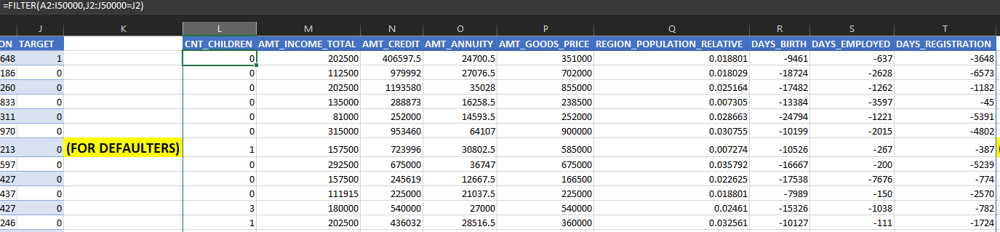 =FILTER(A2:I50000,J2:J50000=J2)
J K L M N O P Q R S T
ON TARGET CNT_CHILDREN AMT_INCOME_TOTAL AMT_CREDIT AMT_ANNUITY AMT_GOODS_PRICE REGION_POPULATION_RELATIVE DAYS_BIRTH DAYS_EMPLOYED DAYS_REGISTRATION
648 1 0 202500 406597.5 24700.5 351000 0.018801 -9461 -637 -3648
186 0 0 112500 979992 27076.5 702000 0.018029 -18724 -2628 -6573
260 0 0 202500 1193580 35028 855000 0.025164 -17482 -1262 -1182
833 0 0 135000 288873 16258.5 238500 0.007305 -13384 -3597 -45
311 0 0 81000 252000 14593.5 252000 0.028663 -24794 -1221 -5391
970 0 0 315000 953460 64107 900000 0.030755 -10199 -2015 -4802
213 0 (FOR DEFAULTERS) 1 157500 723996 30802.5 585000 0.007274 -10526 -267 -387
597 0 0 292500 675000 36747 675000 0.035792 -16667 -200 -5239
427 0 0 157500 245619 12667.5 166500 0.022625 -17538 -7676 -774
437 0 0 111915 225000 21037.5 225000 0.018801 -7989 -150 -2570
427 0 3 180000 540000 27000 540000 0.02461 -15326 -1038 -782
246 0 1 202500 436032 28516.5 360000 0.032561 -10127 -111 -1724